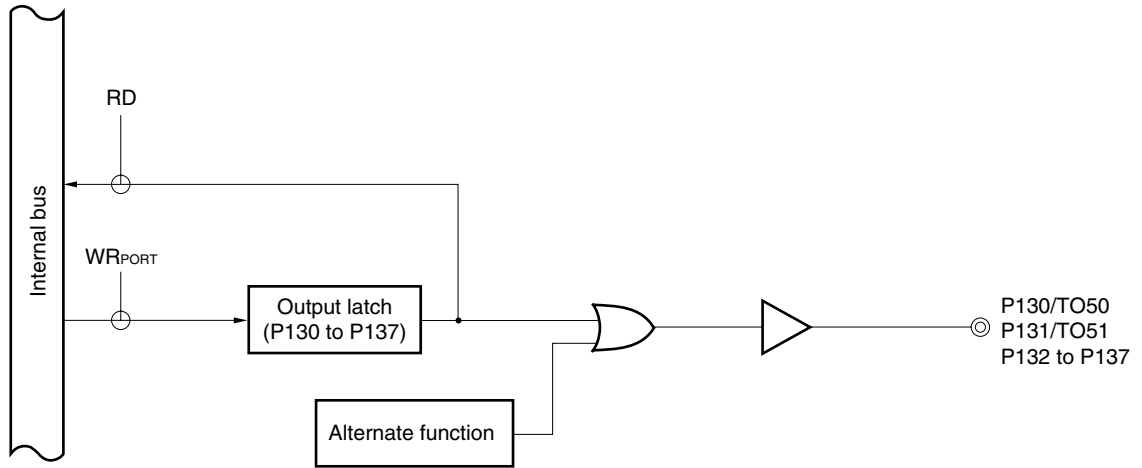 RD
Internal bus
WRPORT
Output latch
(P130 to P137)
P130/TO50
P131/TO51
P132 to P137
Alternate function